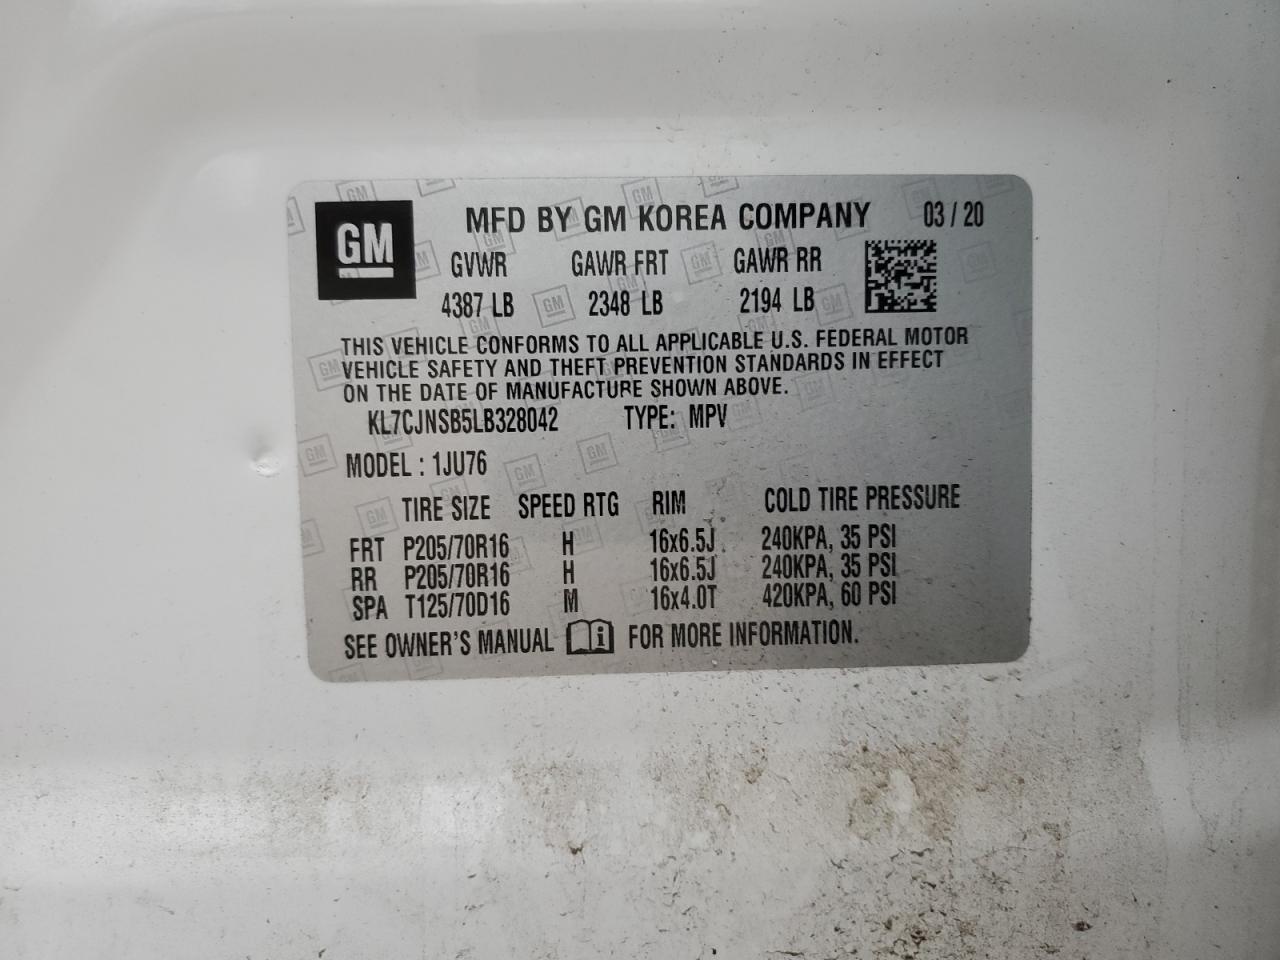 GM
MFD BY GM KOREA COMPANY 03 / 20
GVWR GAWR FRT GAWR RR
4387 LB 2348 LB 2194 LB
THIS VEHICLE CONFORMS TO ALL APPLICABLE U.S. FEDERAL MOTOR
VEHICLE SAFETY AND THEFT PREVENTION STANDARDS IN EFFECT
ON THE DATE OF MANUFACTURE SHOWN ABOVE.
KL7CJNSB5LB328042 TYPE: MPV
MODEL : 1JU76
TIRE SIZE SPEED RTG RIM COLD TIRE PRESSURE
FRT P205/70R16 H 16x6.5J 240KPA, 35 PSI
RR P205/70R16 H 16x6.5J 240KPA, 35 PSI
SPA T125/70D16 M 16x4.0T 420KPA, 60 PSI
SEE OWNER'S MANUAL i FOR MORE INFORMATION.